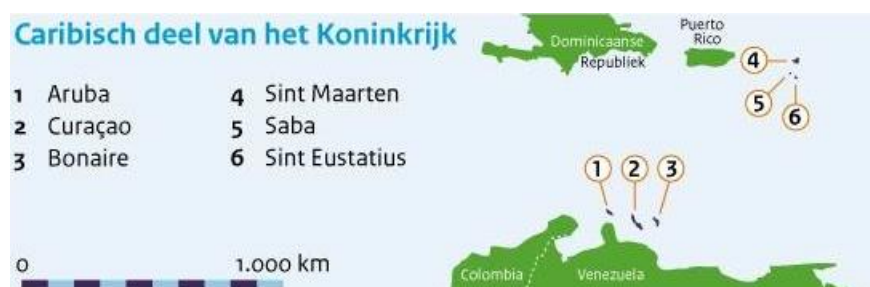 Caribisch deel van het Koninkrijk
1 Aruba
2 Curaçao
3 Bonaire
4 Sint Maarten
5 Saba
6 Sint Eustatius
0 1.000 km
Dominicaanse
Republiek
Puerto
Rico
4
5
6
1 2 3
Colombia
Venezuela